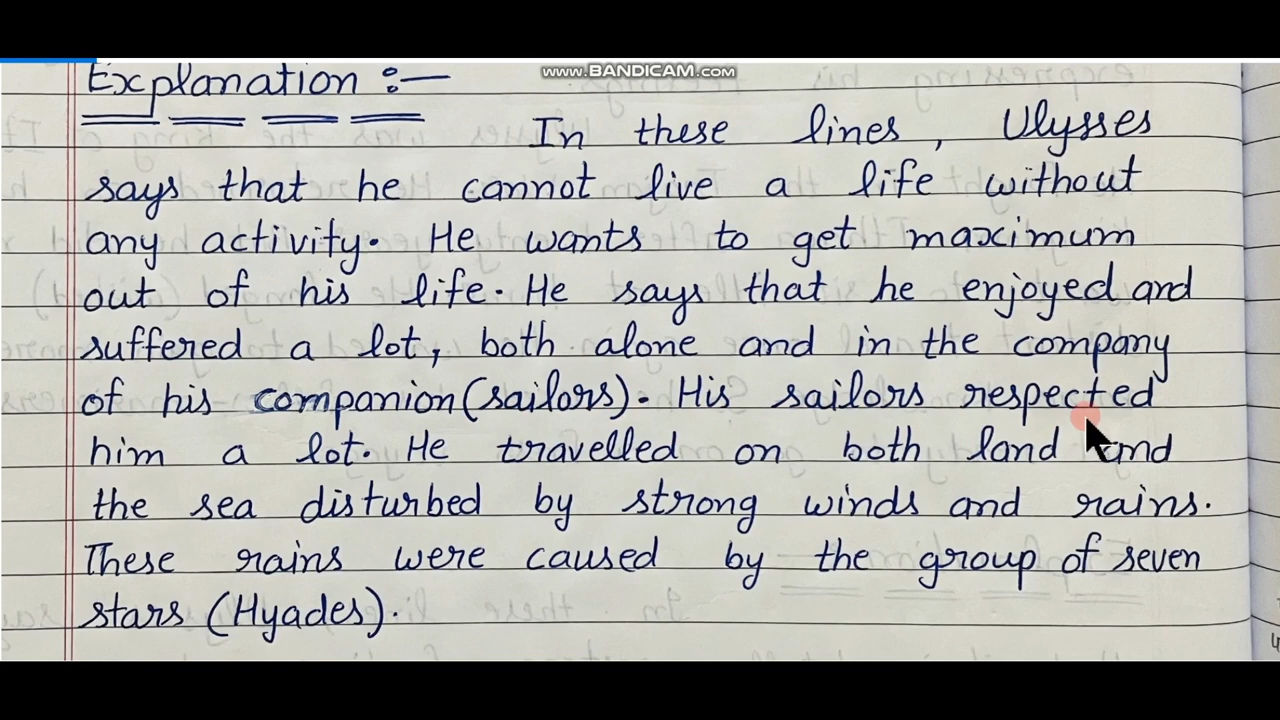 www.BANDICAM.com
Explanation :—
In these lines, Ulysses
says that he cannot live a life without
any activity. He wants to get maximum
out of his life. He says that he enjoyed and
suffered a lot, both alone and in the company
of his companion (sailors). His sailors respected
him a lot. He travelled on both land and
the sea disturbed by strong winds and rains.
These rains were caused by the group of seven
stars (Hyades).